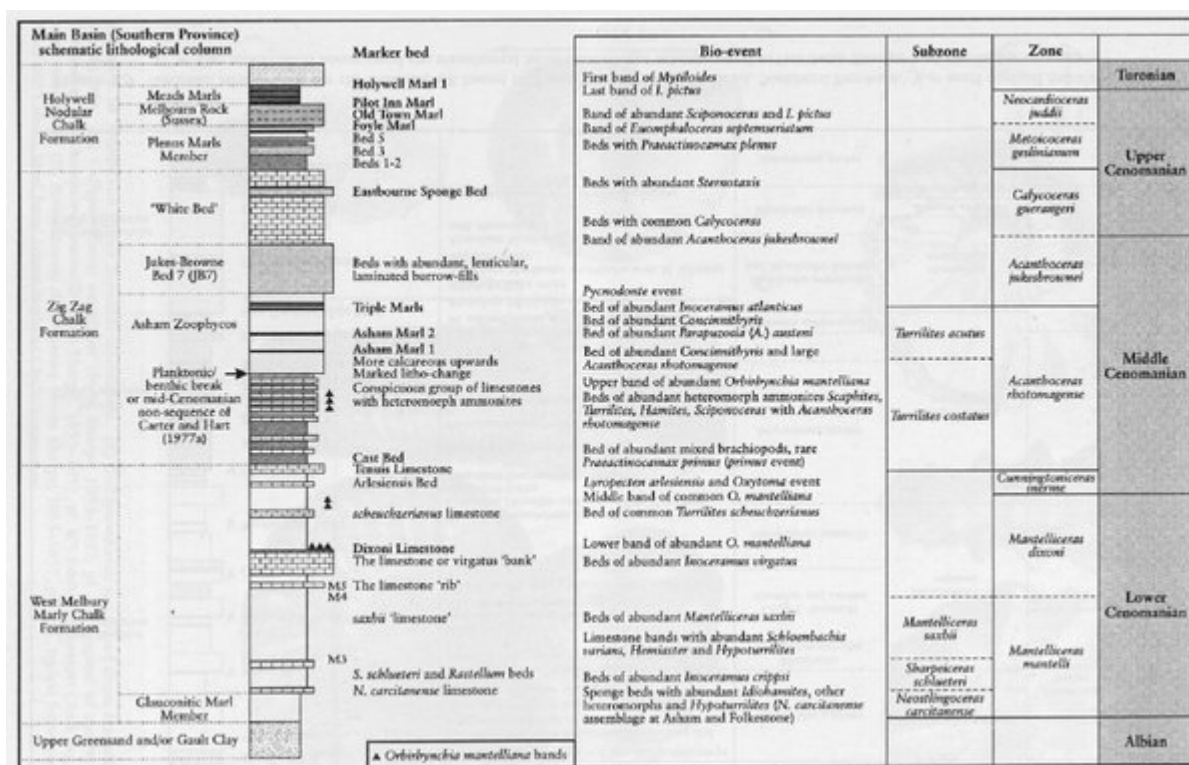 Main Basin (Southern Province)
schematic lithological column
Marker bed
Bio-event
Subzone
Zone
Holywell
Nodular
Chalk
Formation
Zig Zag
Chalk
Formation
West Melbury
Marly Chalk
Formation
Upper Greensand and/or Gault Clay
Meads Marls
Melbourn Rock
(Sussex)
Plenus Marls
Member
"White Bed"
Jukes-Browne
Bed 7 (JB7)
Asham Zoophycos
Planktonic/
benthic break
or mid-Cenomanian
non-sequence of
Carter and Hart
(1977a)
Glauconitic Marl
Member
Holywell Marl 1
Pilot Inn Marl
Old Town Marl
Foyle Marl
Bed 5
Bed 3
Beds 1-2
Eastbourne Sponge Bed
Beds with abundant, lenticular,
laminated burrow-fills
Triple Marls
Asham Marl 2
Asham Marl 1
More calcareous upwards
Marked litho-change
Conspicuous group of limestones
with heteromorph ammonites
Cast Bed
Tenuis Limestone
Arlesiensis Bed
scheuchzerianus limestone
Dixoni Limestone
The limestone or virgatus "bank"
M5 The limestone "rib"
M4
saxbii "limestone"
M3
S. schlueteri and Rastellum beds
N. carcitanense limestone
▲ Orbirhynchia mantelliana bands
First band of Mytiloides
Last band of I. pictus
Band of abundant Sciponoceras and I. pictus
Band of Euomphaloceras septemseriatum
Beds with Praeactinocamax plenus
Beds with abundant Sternotaxis
Beds with common Calycoceras
Band of abundant Acanthoceras jukesbrownei
Pycnodonte event
Bed of abundant Inoceramus atlanticus
Bed of abundant Concinnithyris
Bed of abundant Parapuzosia (A.) austeni
Bed of abundant Concinnithyris and large
Acanthoceras rhotomagense
Upper band of abundant Orbirhynchia mantelliana
Beds of abundant heteromorph ammonites Scaphites,
Turrilites, Hamites, Sciponoceras with Acanthoceras
rhotomagense
Bed of abundant mixed brachiopods, rare
Praeactinocamax primus (primus event)
Lyropecten arlesiensis and Oxytoma event
Middle band of common O. mantelliana
Bed of common Turrilites scheuchzerianus
Lower band of abundant O. mantelliana
Beds of abundant Inoceramus virgatus
Beds of abundant Mantelliceras saxbii
Limestone bands with abundant Schloenbachia
varians, Hemiaster and Hypoturrilites
Beds of abundant Inoceramus crippsi
Sponge beds with abundant Idiohamites, other
heteromorphs and Hypoturrilites (N. carcitanense
assemblage at Asham and Folkestone)
Turrilites acutus
Turrilites costatus
Mantelliceras
saxbii
Sharpeiceras
schlueteri
Neostlingoceras
carcitanense
Neocardioceras
juddii
Metoicoceras
geslinianum
Calycoceras
guerangeri
Acanthoceras
jukesbrownei
Acanthoceras
rhotomagense
Cunningtoniceras
inerme
Mantelliceras
dixoni
Mantelliceras
mantelli
Turonian
Upper
Cenomanian
Middle
Cenomanian
Lower
Cenomanian
Albian